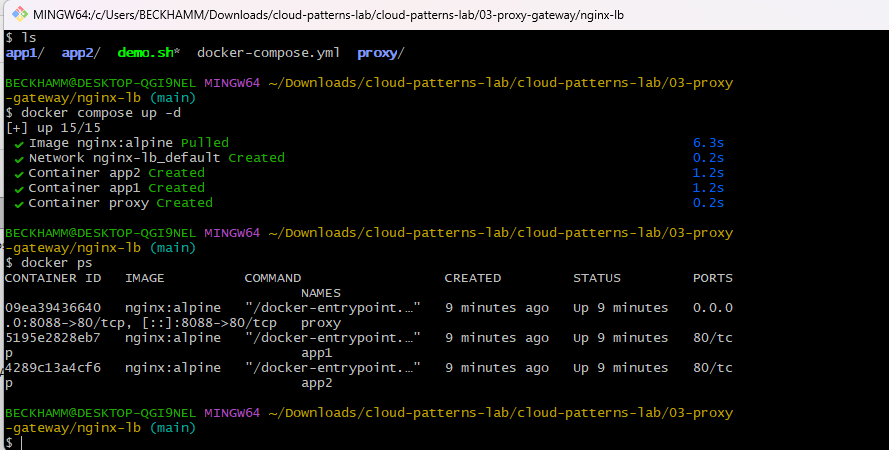 MINGW64:/c/Users/BECKHAMM/Downloads/cloud-patterns-lab/cloud-patterns-lab/03-proxy-gateway/nginx-lb
$ ls
app1/  app2/  demo.sh*  docker-compose.yml  proxy/
BECKHAMM@DESKTOP-QGI9NEL MINGW64 ~/Downloads/cloud-patterns-lab/cloud-patterns-lab/03-proxy
-gateway/nginx-lb (main)
$ docker compose up -d
[+] up 15/15
✔ Image nginx:alpine Pulled 6.3s
✔ Network nginx-lb_default Created 0.2s
✔ Container app2 Created 1.2s
✔ Container app1 Created 1.2s
✔ Container proxy Created 0.2s
BECKHAMM@DESKTOP-QGI9NEL MINGW64 ~/Downloads/cloud-patterns-lab/cloud-patterns-lab/03-proxy
-gateway/nginx-lb (main)
$ docker ps
CONTAINER ID   IMAGE          COMMAND                  CREATED         STATUS         PORTS
NAMES
09ea39436640   nginx:alpine   "/docker-entrypoint.…"   9 minutes ago   Up 9 minutes   0.0.0
.0:8088->80/tcp, [::]:8088->80/tcp   proxy
5195e2828eb7   nginx:alpine   "/docker-entrypoint.…"   9 minutes ago   Up 9 minutes   80/tc
p                                    app1
4289c13a4cf6   nginx:alpine   "/docker-entrypoint.…"   9 minutes ago   Up 9 minutes   80/tc
p                                    app2
BECKHAMM@DESKTOP-QGI9NEL MINGW64 ~/Downloads/cloud-patterns-lab/cloud-patterns-lab/03-proxy
-gateway/nginx-lb (main)
$